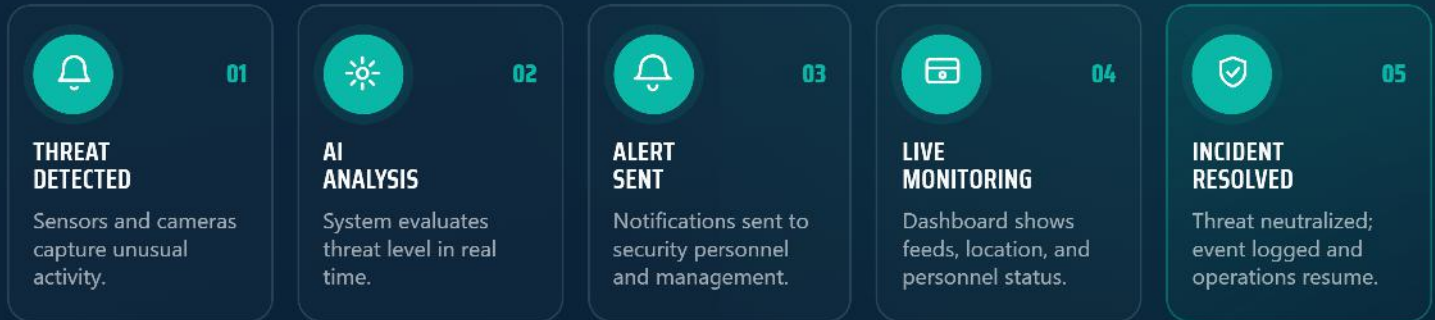 01
THREAT
DETECTED
Sensors and cameras
capture unusual
activity.
02
AI
ANALYSIS
System evaluates
threat level in real
time.
03
ALERT
SENT
Notifications sent to
security personnel
and management.
04
LIVE
MONITORING
Dashboard shows
feeds, location, and
personnel status.
05
INCIDENT
RESOLVED
Threat neutralized;
event logged and
operations resume.